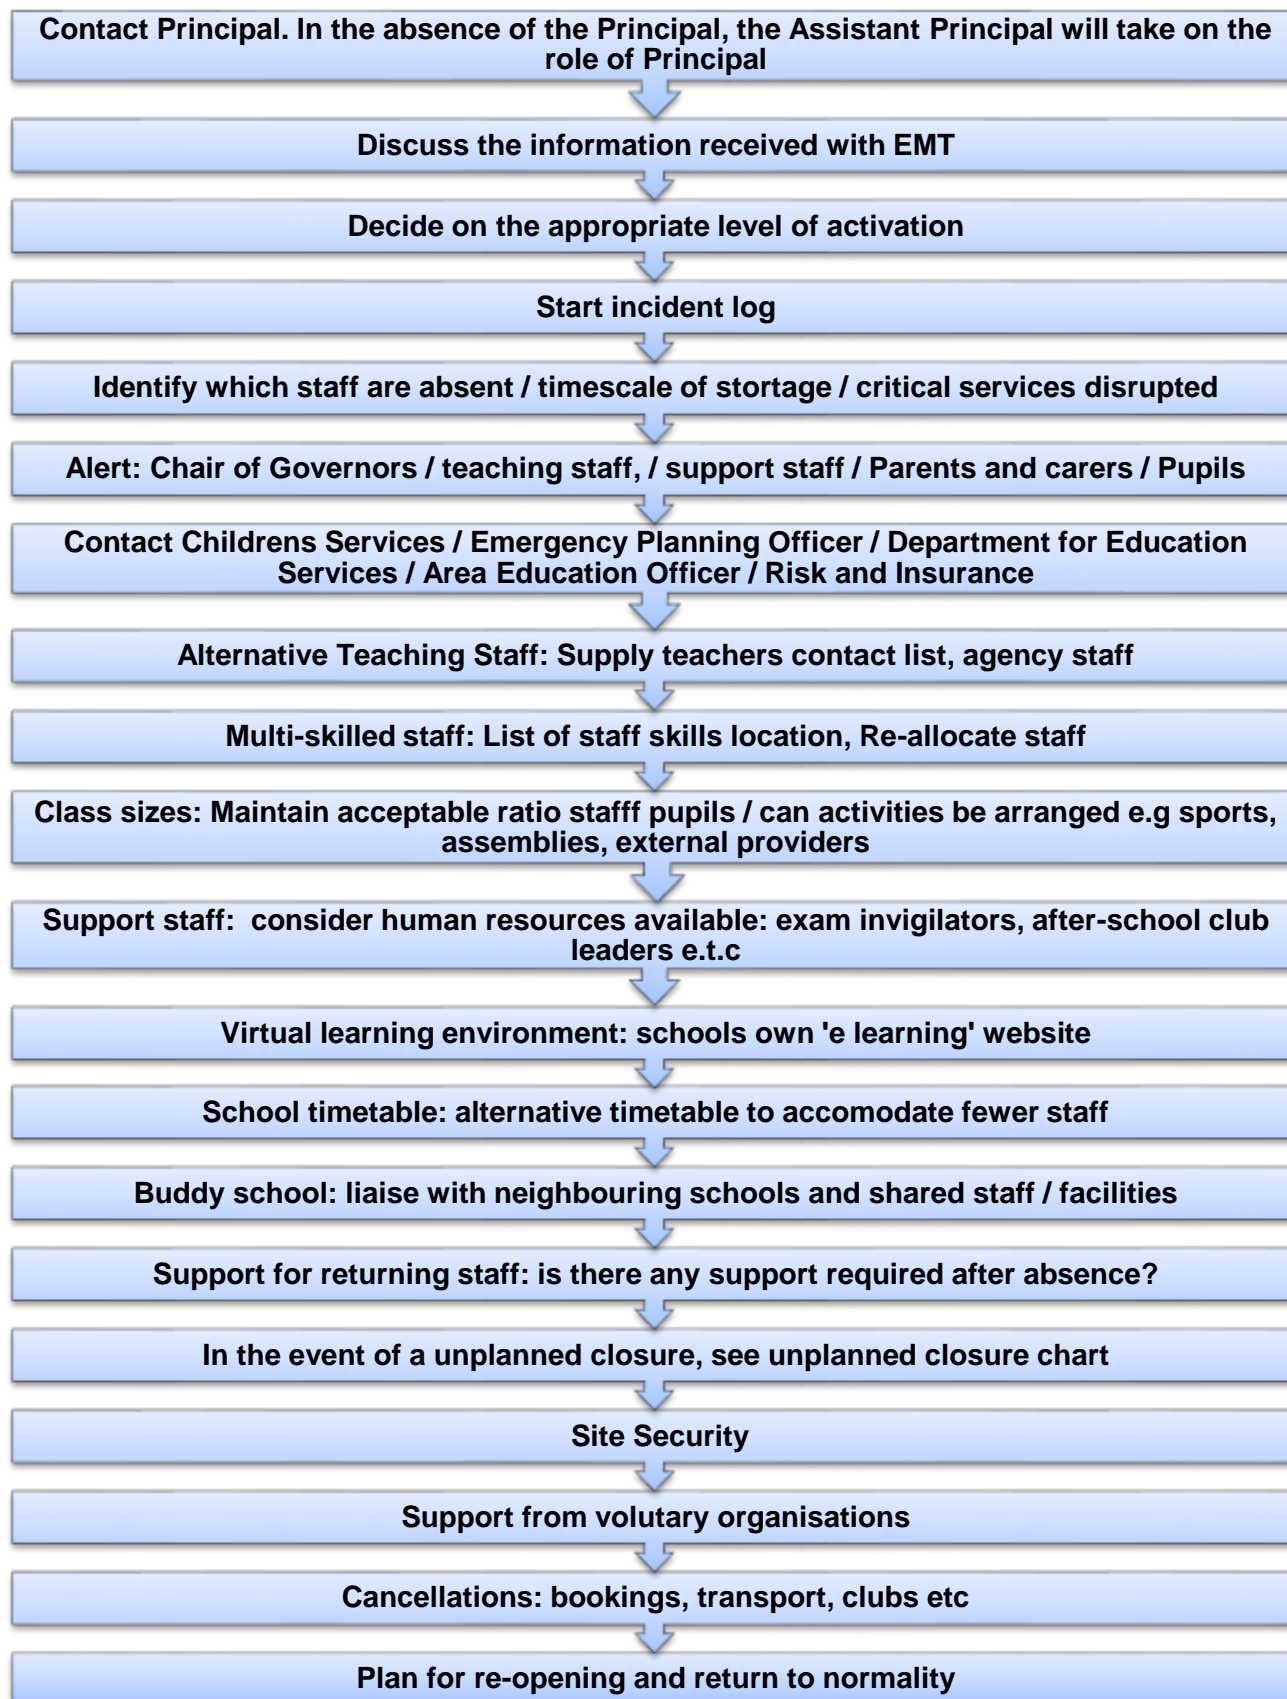 Contact Principal. In the absence of the Principal, the Assistant Principal will take on the
role of Principal
Discuss the information received with EMT
Decide on the appropriate level of activation
Start incident log
Identify which staff are absent / timescale of stortage / critical services disrupted
Alert: Chair of Governors / teaching staff, / support staff / Parents and carers / Pupils
Contact Childrens Services / Emergency Planning Officer / Department for Education
Services / Area Education Officer / Risk and Insurance
Alternative Teaching Staff: Supply teachers contact list, agency staff
Multi-skilled staff: List of staff skills location, Re-allocate staff
Class sizes: Maintain acceptable ratio stafff pupils / can activities be arranged e.g sports,
assemblies, external providers
Support staff:  consider human resources available: exam invigilators, after-school club
leaders e.t.c
Virtual learning environment: schools own 'e learning' website
School timetable: alternative timetable to accomodate fewer staff
Buddy school: liaise with neighbouring schools and shared staff / facilities
Support for returning staff: is there any support required after absence?
In the event of a unplanned closure, see unplanned closure chart
Site Security
Support from volutary organisations
Cancellations: bookings, transport, clubs etc
Plan for re-opening and return to normality